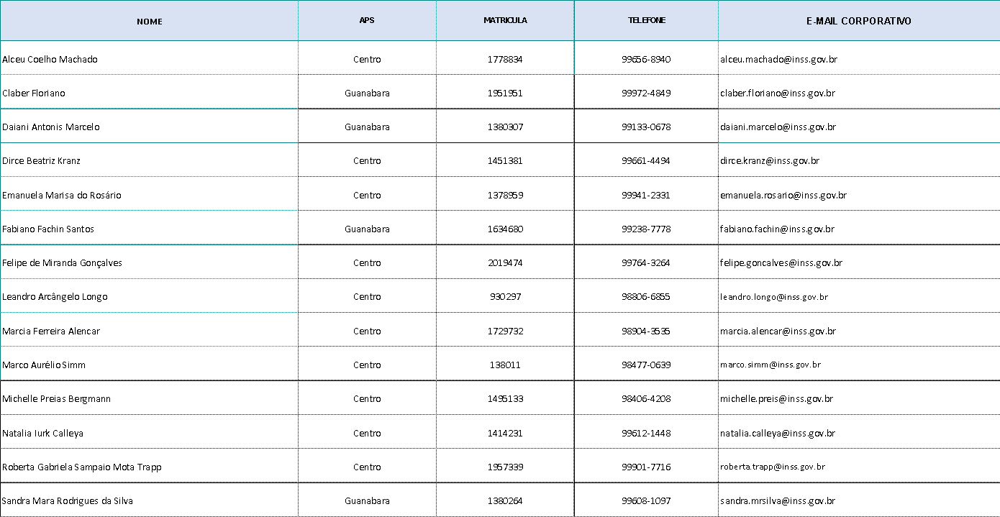 NOME APS MATRICULA TELEFONE E-MAIL CORPORATIVO
Alceu Coelho Machado Centro 1778834 99656-8940 alceu.machado@inss.gov.br
Claber Floriano Guanabara 1951951 99972-4849 claber.floriano@inss.gov.br
Daiani Antonis Marcelo Guanabara 1380307 99133-0678 daiani.marcelo@inss.gov.br
Dirce Beatriz Kranz Centro 1451381 99661-4494 dirce.kranz@inss.gov.br
Emanuela Marisa do Rosário Centro 1378959 99941-2331 emanuela.rosario@inss.gov.br
Fabiano Fachin Santos Guanabara 1634680 99238-7778 fabiano.fachin@inss.gov.br
Felipe de Miranda Gonçalves Centro 2019474 99764-3264 felipe.goncalves@inss.gov.br
Leandro Arcângelo Longo Centro 930297 98806-6855 leandro.longo@inss.gov.br
Marcia Ferreira Alencar Centro 1729732 98904-3535 marcia.alencar@inss.gov.br
Marco Aurélio Simm Centro 138011 98477-0639 marco.simm@inss.gov.br
Michelle Preias Bergmann Centro 1495133 98406-4208 michelle.preis@inss.gov.br
Natalia Iurk Calleya Centro 1414231 99612-1448 natalia.calleya@inss.gov.br
Roberta Gabriela Sampaio Mota Trapp Centro 1957339 99901-7716 roberta.trapp@inss.gov.br
Sandra Mara Rodrigues da Silva Guanabara 1380264 99608-1097 sandra.mrsilva@inss.gov.br